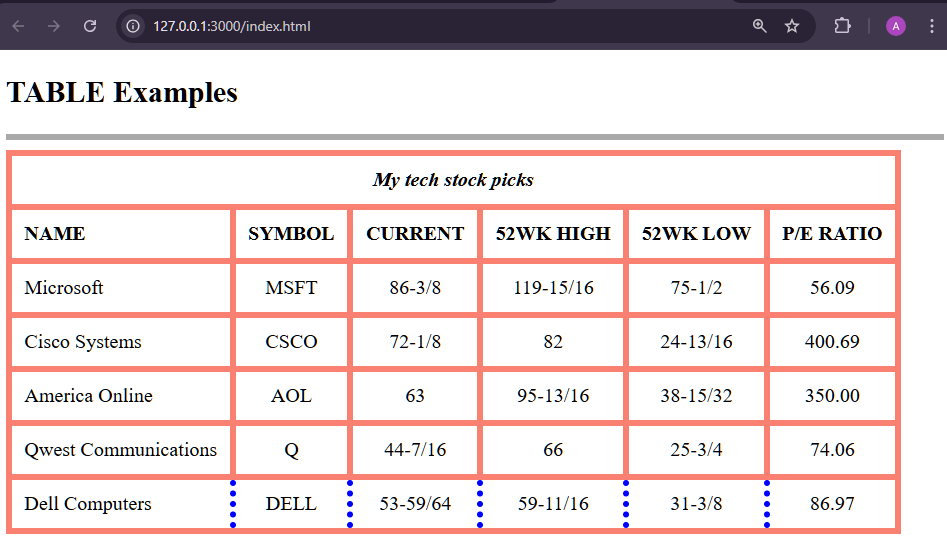 127.0.0.1:3000/index.html
A
TABLE Examples
My tech stock picks
NAME SYMBOL CURRENT 52WK HIGH 52WK LOW P/E RATIO
Microsoft MSFT 86-3/8 119-15/16 75-1/2 56.09
Cisco Systems CSCO 72-1/8 82 24-13/16 400.69
America Online AOL 63 95-13/16 38-15/32 350.00
Qwest Communications Q 44-7/16 66 25-3/4 74.06
Dell Computers DELL 53-59/64 59-11/16 31-3/8 86.97